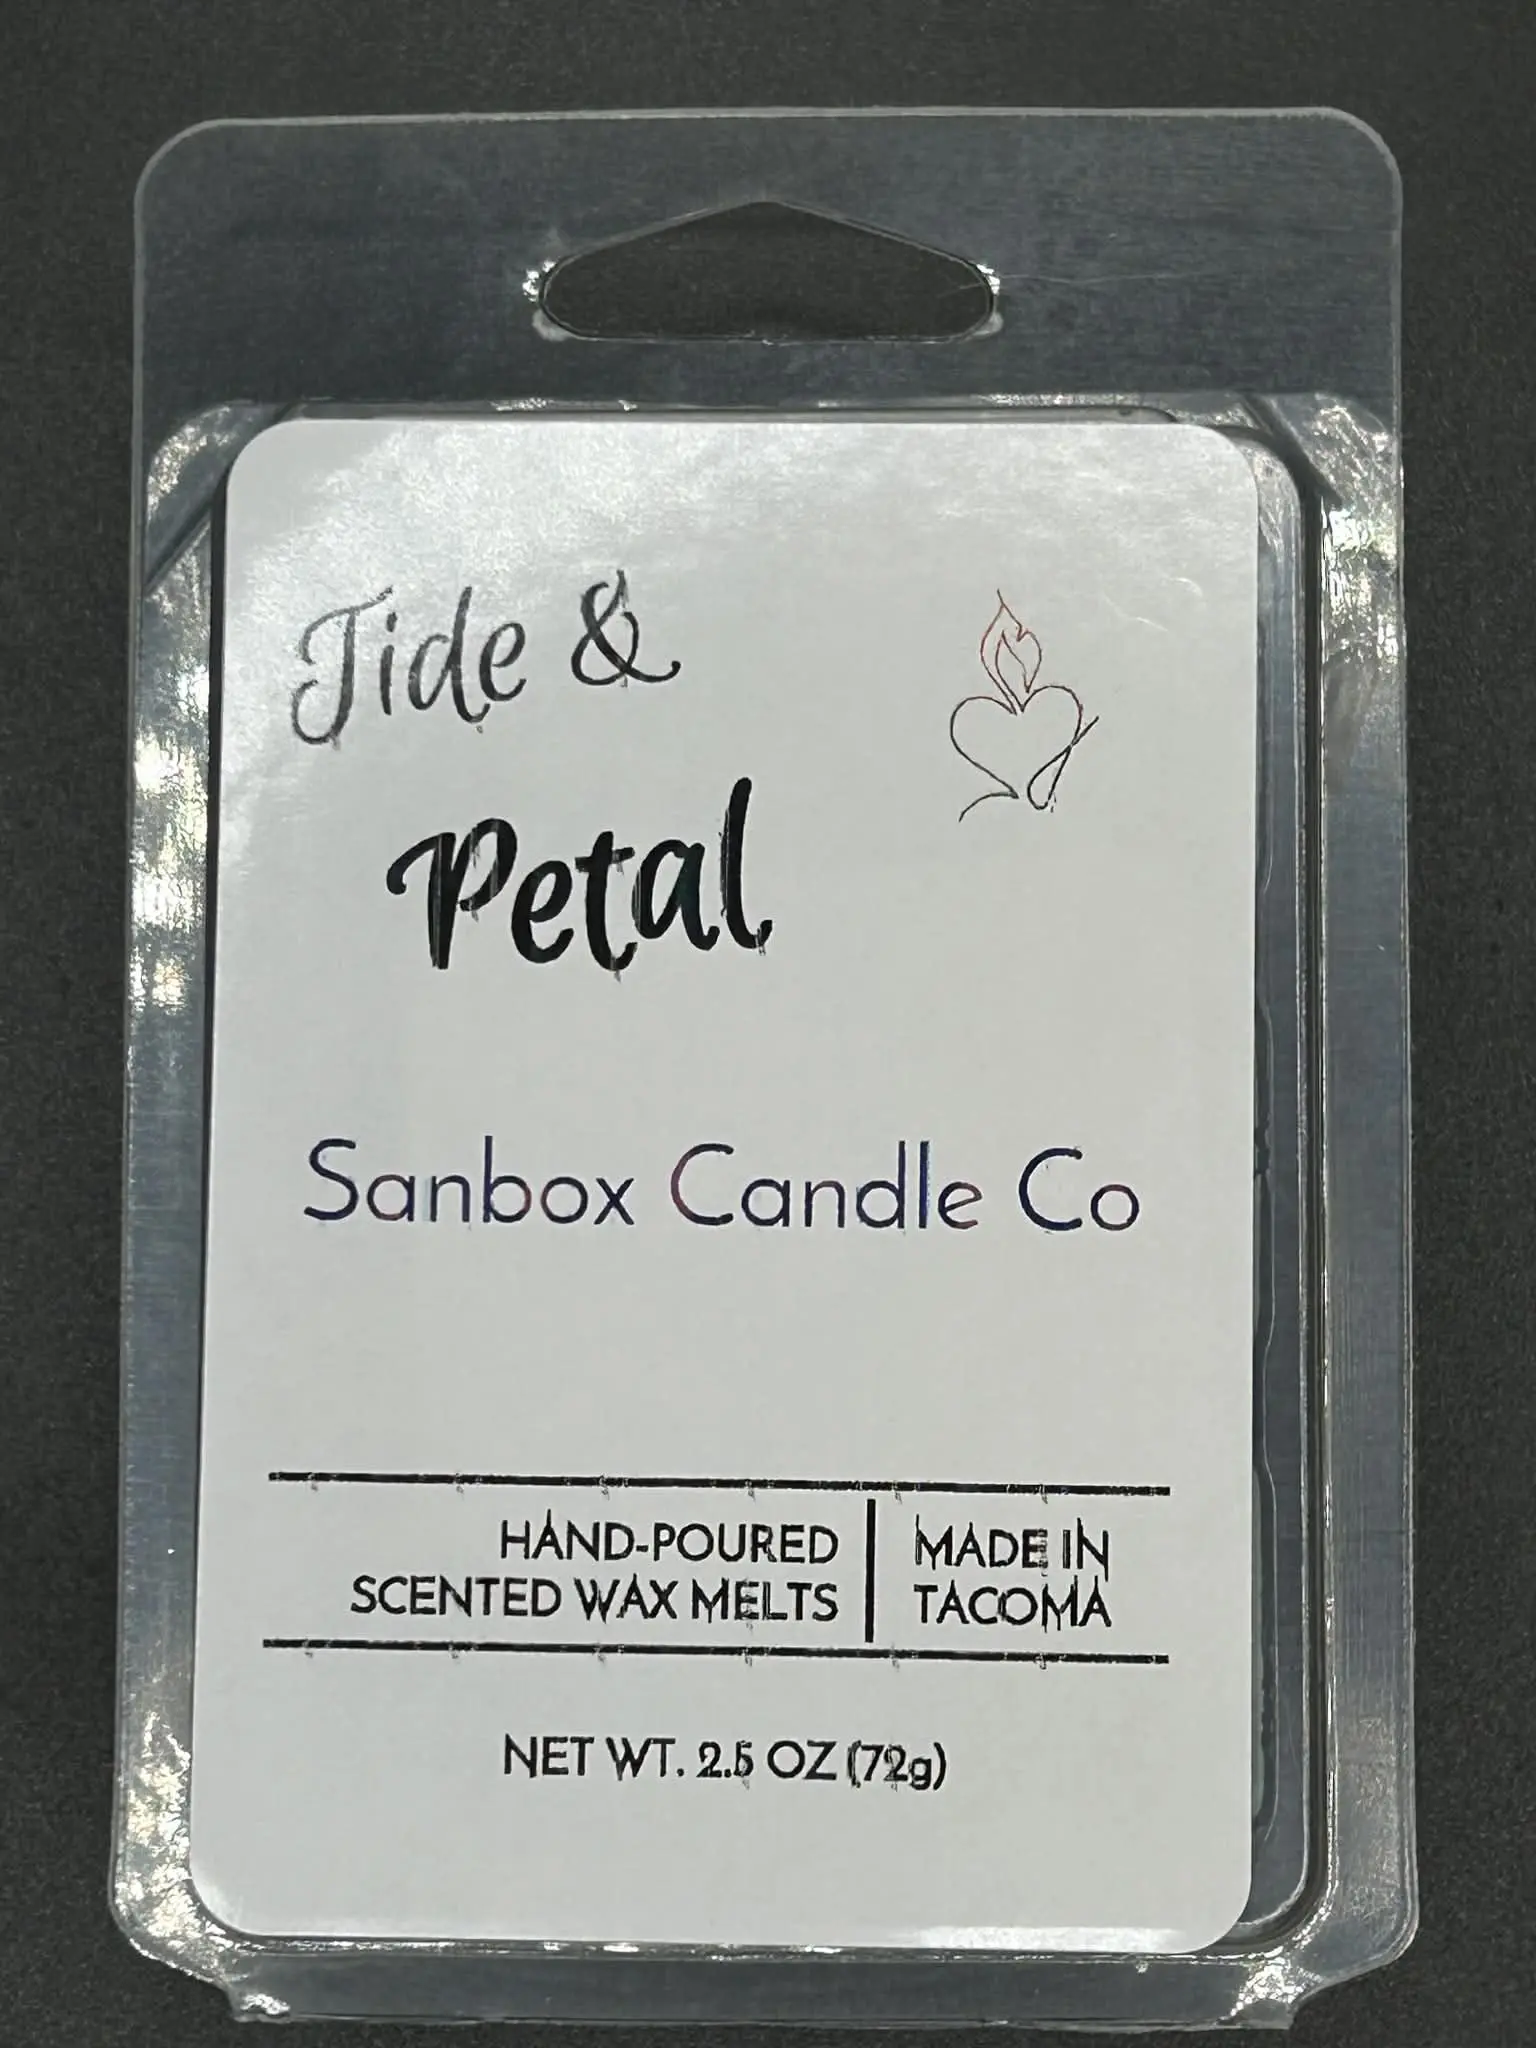 Tide &
Petal
Sanbox Candle Co
HAND-POURED
SCENTED WAX MELTS
MADE IN
TACOMA
NET WT. 2.5 OZ (72g)